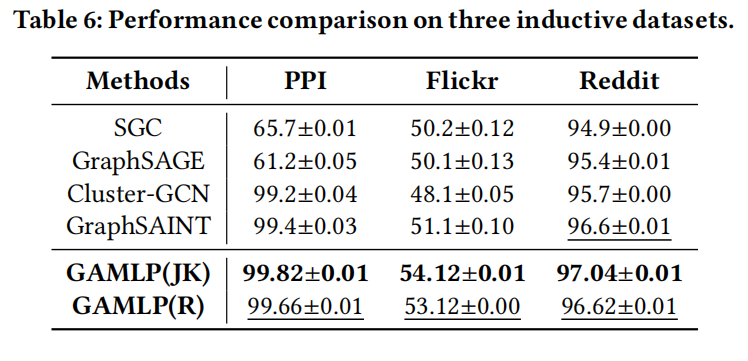 Table 6: Performance comparison on three inductive datasets.
Methods PPI Flickr Reddit
SGC 65.7±0.01 50.2±0.12 94.9±0.00
GraphSAGE 61.2±0.05 50.1±0.13 95.4±0.01
Cluster-GCN 99.2±0.04 48.1±0.05 95.7±0.00
GraphSAINT 99.4±0.03 51.1±0.10 96.6±0.01
GAMLP(JK) 99.82±0.01 54.12±0.01 97.04±0.01
GAMLP(R) 99.66±0.01 53.12±0.00 96.62±0.01